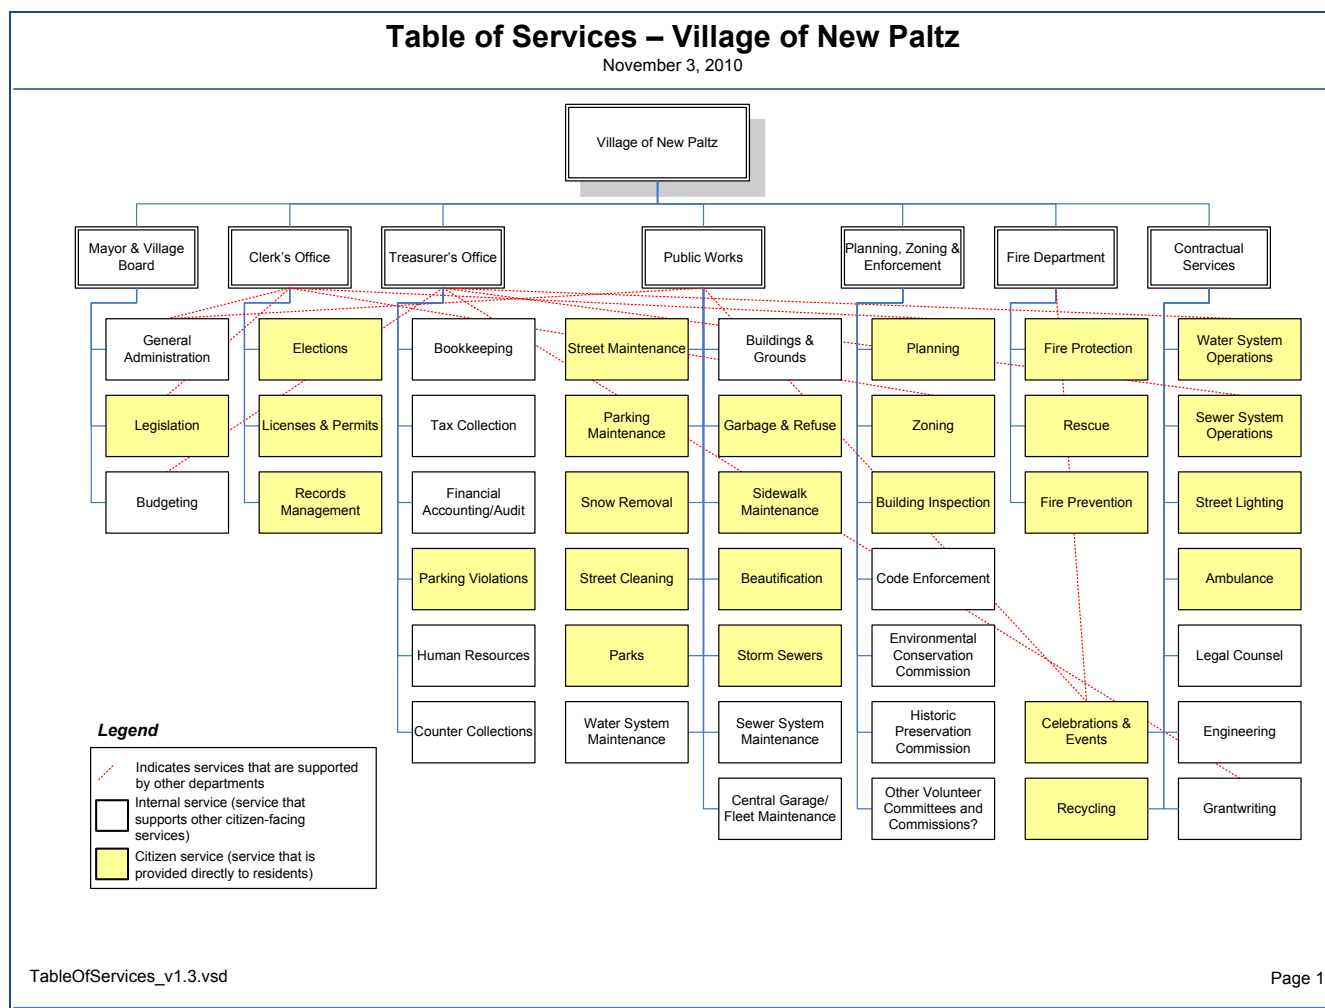 Table of Services – Village of New Paltz
November 3, 2010
Village of New Paltz
Mayor & Village
Board
Clerk's Office
Treasurer's Office
Public Works
Planning, Zoning &
Enforcement
Fire Department
Contractual
Services
General
Administration
Legislation
Budgeting
Elections
Licenses & Permits
Records
Management
Bookkeeping
Tax Collection
Financial
Accounting/Audit
Parking Violations
Human Resources
Counter Collections
Street Maintenance
Parking
Maintenance
Snow Removal
Street Cleaning
Parks
Water System
Maintenance
Buildings &
Grounds
Garbage & Refuse
Sidewalk
Maintenance
Beautification
Storm Sewers
Sewer System
Maintenance
Central Garage/
Fleet Maintenance
Planning
Zoning
Building Inspection
Code Enforcement
Environmental
Conservation
Commission
Historic
Preservation
Commission
Other Volunteer
Committees and
Commissions?
Fire Protection
Rescue
Fire Prevention
Celebrations &
Events
Recycling
Water System
Operations
Sewer System
Operations
Street Lighting
Ambulance
Legal Counsel
Engineering
Grantwriting
Legend
Indicates services that are supported
by other departments
Internal service (service that
supports other citizen-facing
services)
Citizen service (service that is
provided directly to residents)
TableOfServices_v1.3.vsd
Page 1